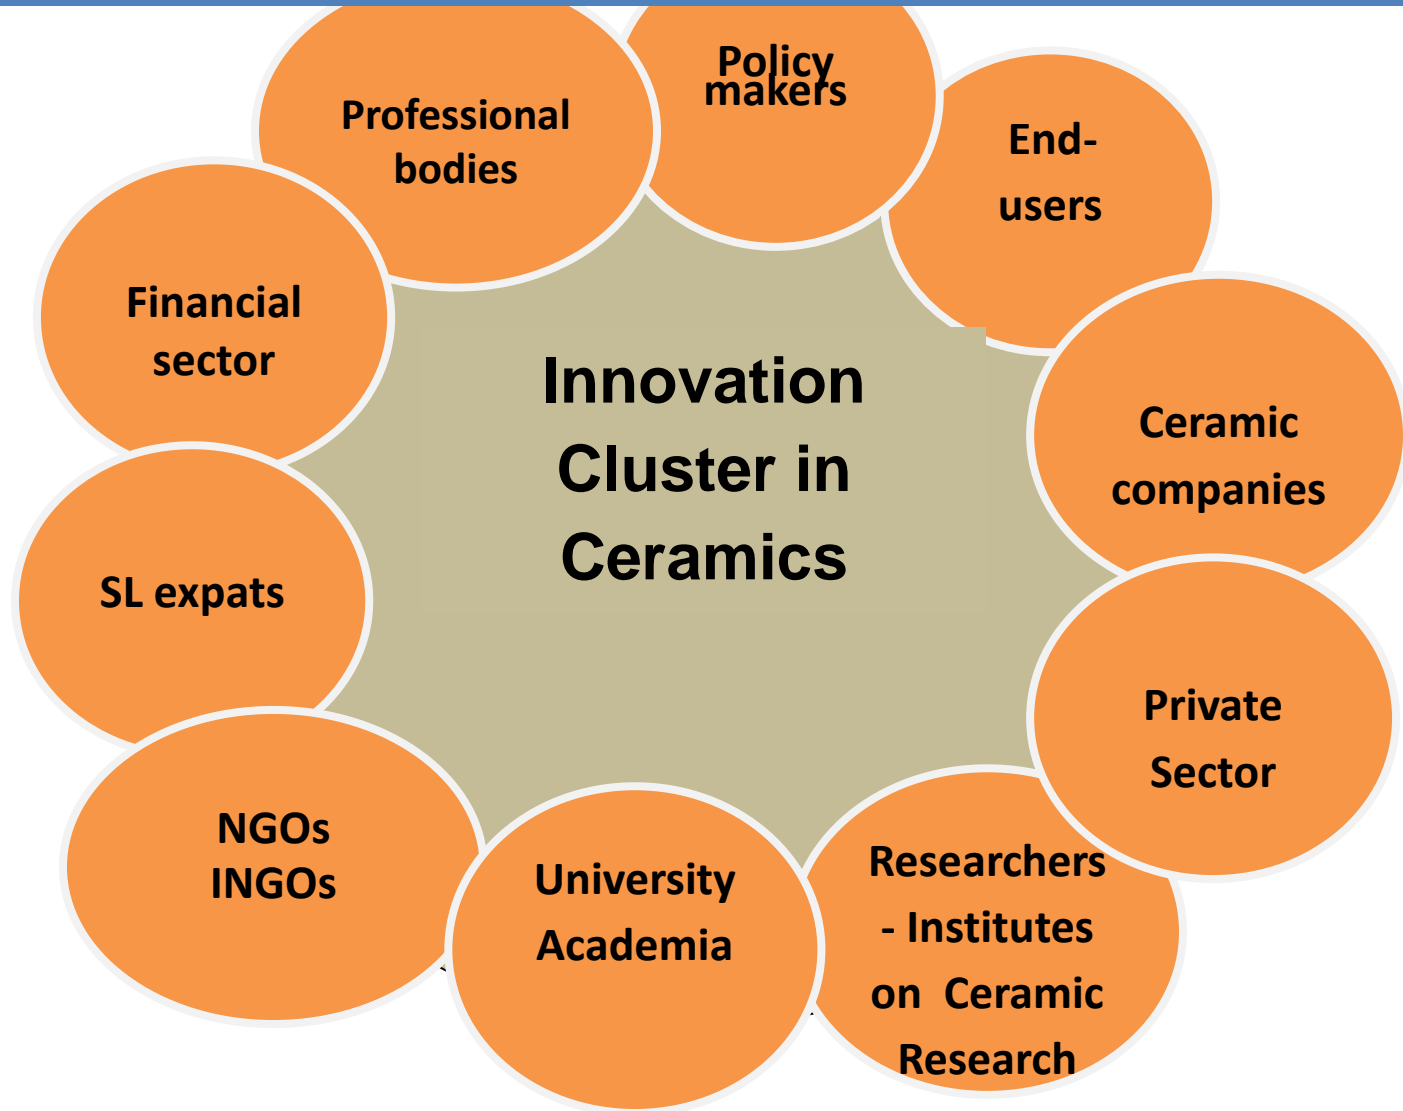 Policy
makers
Professional
bodies
End-
users
Financial
sector
Innovation
Cluster in
Ceramics
Ceramic
companies
SL expats
Private
Sector
NGOs
INGOs
University
Academia
Researchers
- Institutes
on  Ceramic
Research